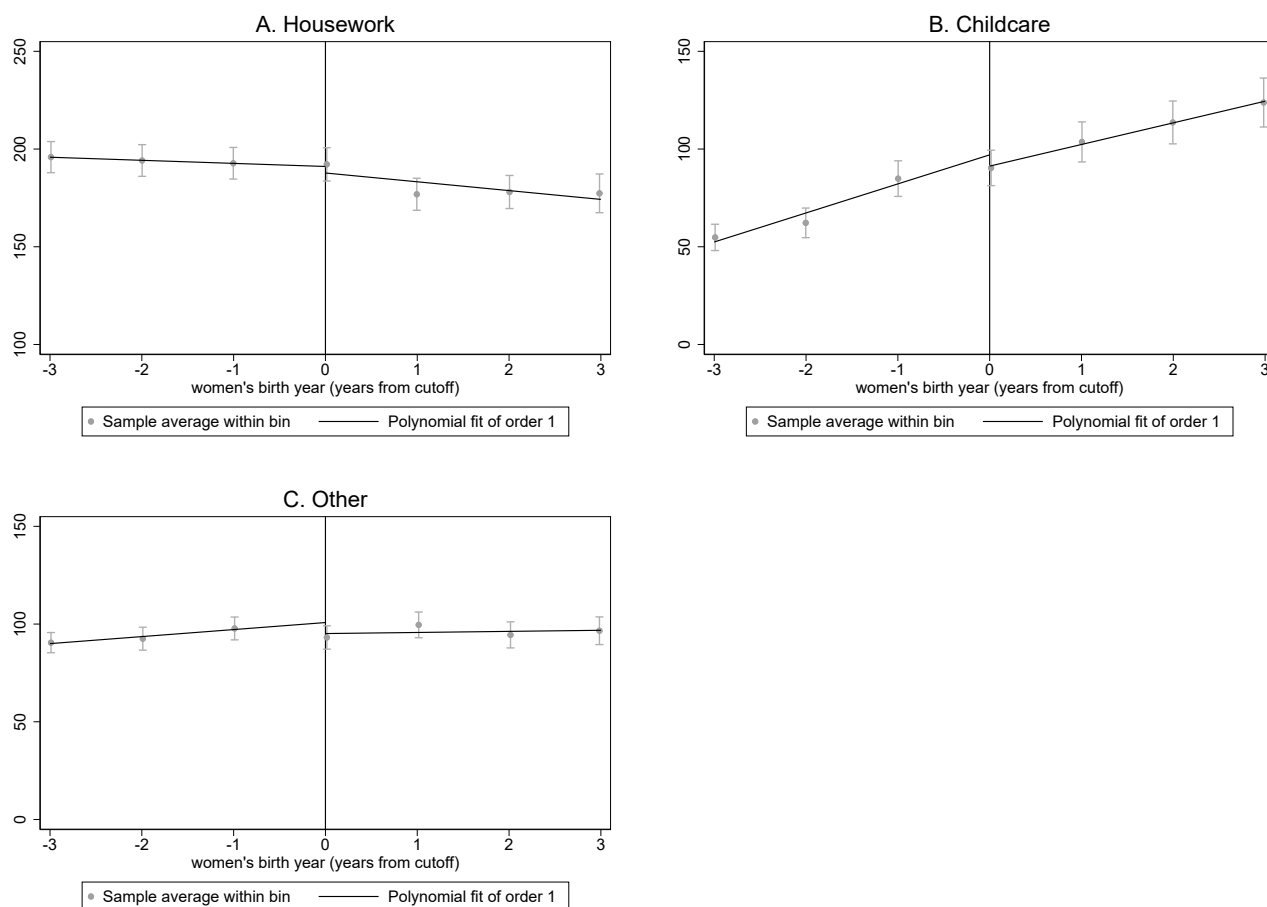 A. Housework
250
200
150
100
-3 -2 -1 0 1 2 3
women's birth year (years from cutoff)
Sample average within bin Polynomial fit of order 1
B. Childcare
150
100
50
0
-3 -2 -1 0 1 2 3
women's birth year (years from cutoff)
Sample average within bin Polynomial fit of order 1
C. Other
150
100
50
0
-3 -2 -1 0 1 2 3
women's birth year (years from cutoff)
Sample average within bin Polynomial fit of order 1